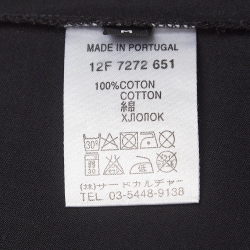 MADE IN PORTUGAL
12F 7272 651
100%COTON
COTTON
綿
ХЛОПОК
(株)サードカルチャー
TEL 03-5448-9138